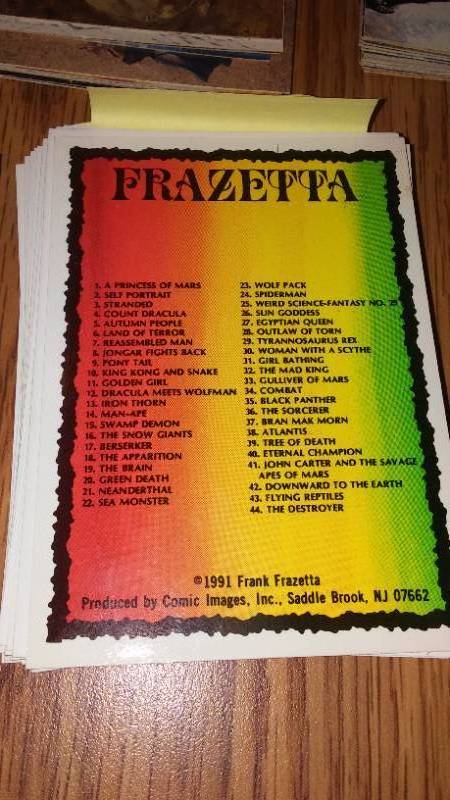 FRAZETTA
1. A PRINCESS OF MARS
2. SELF PORTRAIT
3. STRANDED
4. COUNT DRACULA
5. AUTUMN PEOPLE
6. LAND OF TERROR
7. REASSEMBLED MAN
8. JONGAR FIGHTS BACK
9. PONY TAIL
10. KING KONG AND SNAKE
11. GOLDEN GIRL
12. DRACULA MEETS WOLFMAN
13. IRON THORN
14. MAN-APE
15. SWAMP DEMON
16. THE SNOW GIANTS
17. BERSERKER
18. THE APPARITION
19. THE BRAIN
20. GREEN DEATH
21. NEANDERTHAL
22. SEA MONSTER
23. WOLF PACK
24. SPIDERMAN
25. WEIRD SCIENCE-FANTASY NO. 29
26. SUN GODDESS
27. EGYPTIAN QUEEN
28. OUTLAW OF TORN
29. TYRANNOSAURUS REX
30. WOMAN WITH A SCYTHE
31. GIRL BATHING
32. THE MAD KING
33. GULLIVER OF MARS
34. COMBAT
35. BLACK PANTHER
36. THE SORCERER
37. BRAN MAK MORN
38. ATLANTIS
39. TREE OF DEATH
40. ETERNAL CHAMPION
41. JOHN CARTER AND THE SAVAGE
APES OF MARS
42. DOWNWARD TO THE EARTH
43. FLYING REPTILES
44. THE DESTROYER
©1991 Frank Frazetta
Produced by Comic Images, Inc., Saddle Brook, NJ 07662